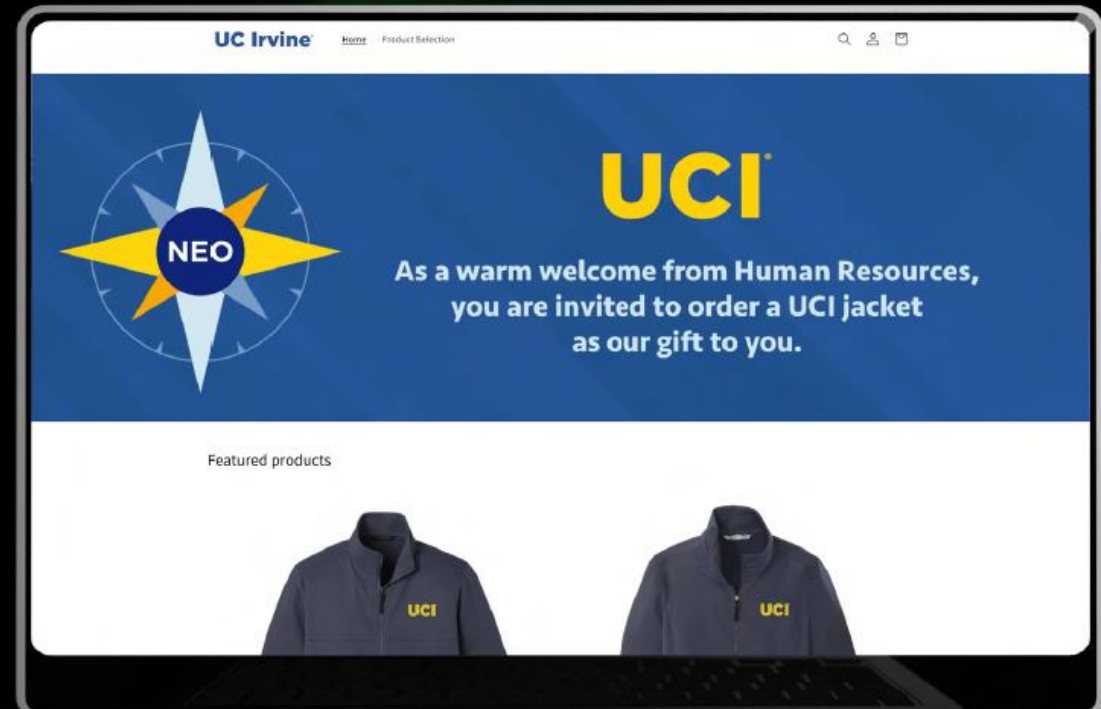 UC Irvine
Home Product Selection
NEO
UCI
As a warm welcome from Human Resources,
you are invited to order a UCI jacket
as our gift to you.
Featured products
UCI
UCI